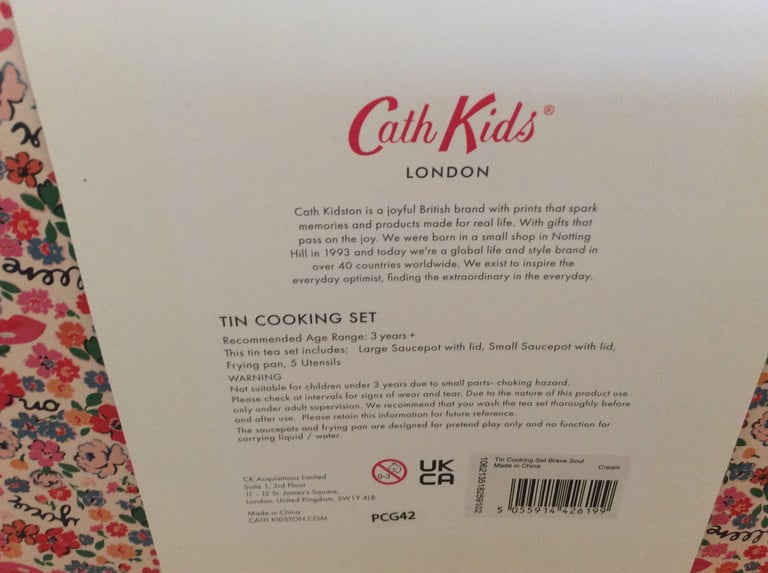 Cath Kids®
LONDON
Cath Kidston is a joyful British brand with prints that spark
memories and products made for real life. With gifts that
pass on the joy. We were born in a small shop in Notting
Hill in 1993 and today we're a global life and style brand in
over 40 countries worldwide. We exist to inspire the
everyday optimist, finding the extraordinary in the everyday.
TIN COOKING SET
Recommended Age Range: 3 years +
This tin tea set includes: Large Saucepot with lid, Small Saucepot with lid,
Frying pan, 5 Utensils
WARNING
Not suitable for children under 3 years due to small parts- choking hazard.
Please check at intervals for signs of wear and tear. Due to the nature of this product use
only under adult supervision. We recommend that you wash the tea set thoroughly before
and after use. Please retain this information for future reference.
The saucepots and frying pan are designed for pretend play only and no function for
carrying liquid / water.
CK Acquisitions Limited
Suite 1, 3rd Floor
11 - 12 St. James's Square,
London, United Kingdom, SW1Y 4LB
Made in China
CATH KIDSTON.COM
0-3
UK
CA
PCG42
Tin Cooking Set Brave Soul
Made in China
Cream
5 055914 426199